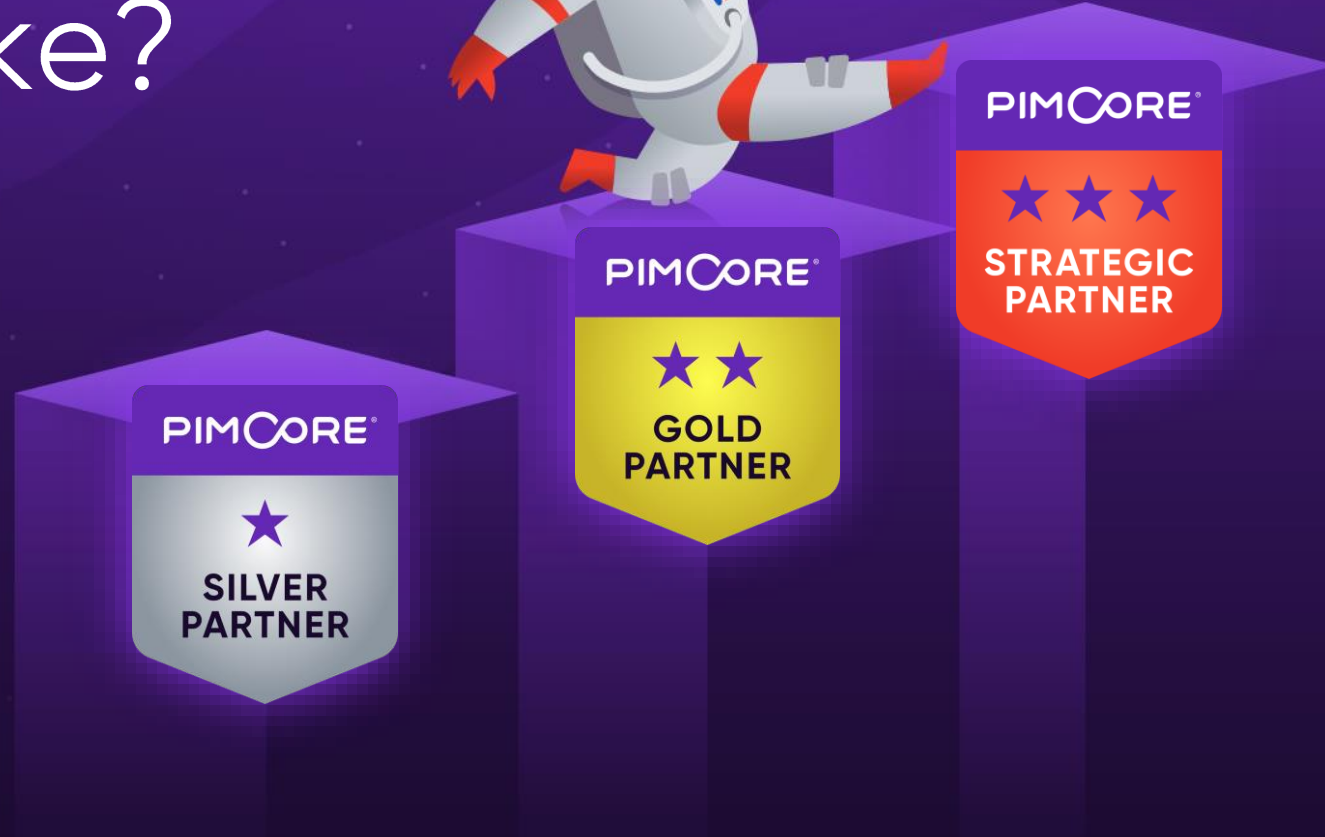 ke?
PIMCORE®
STRATEGIC
PARTNER
PIMCORE®
GOLD
PARTNER
PIMCORE®
SILVER
PARTNER